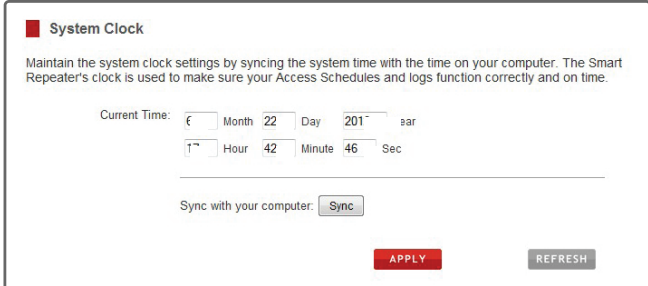 System Clock
Maintain the system clock settings by syncing the system time with the time on your computer. The Smart
Repeater's clock is used to make sure your Access Schedules and logs function correctly and on time.
Current Time: Month 22 Day
Hour 42 Minute 46 Sec
Sync with your computer: Sync
APPLY REFRESH